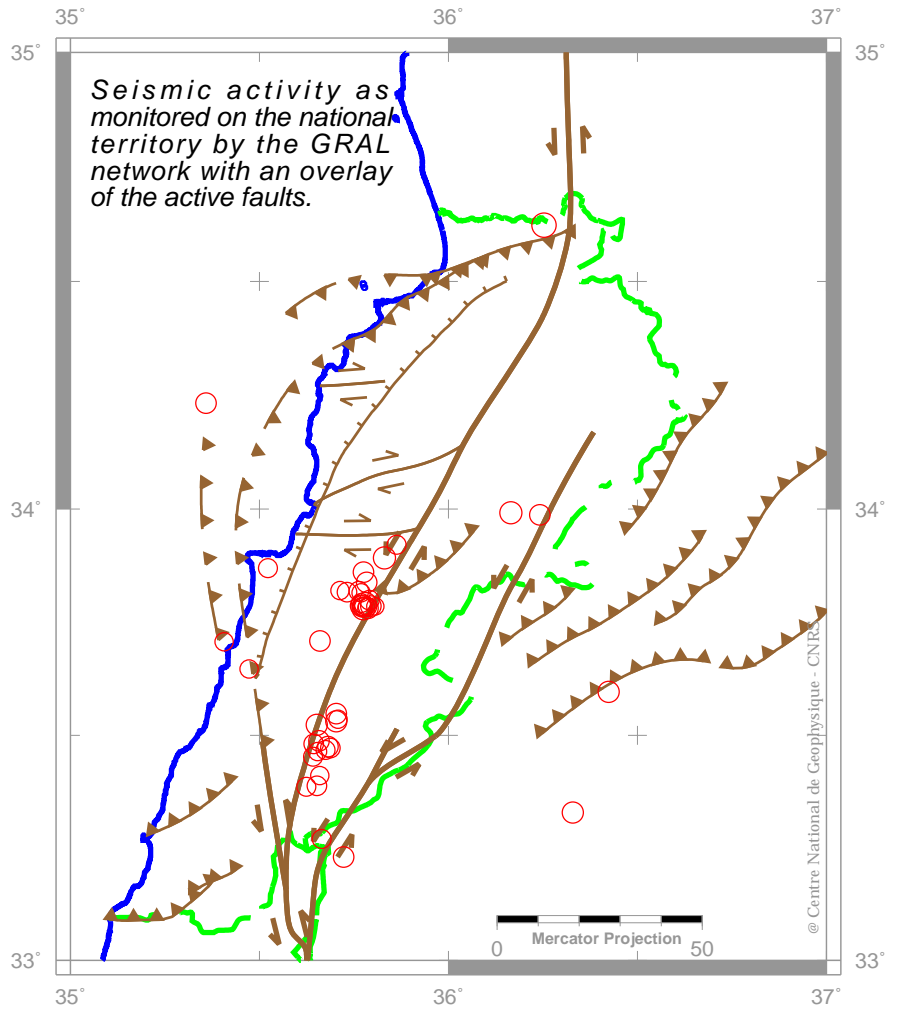 35° 36° 37°
35° 35°
Seismic activity as
monitored on the national
territory by the GRAL
network with an overlay
of the active faults.
34° 34°
@ Centre National de Geophysique - CNRS
Mercator Projection
0 50
33° 33°
35° 36° 37°